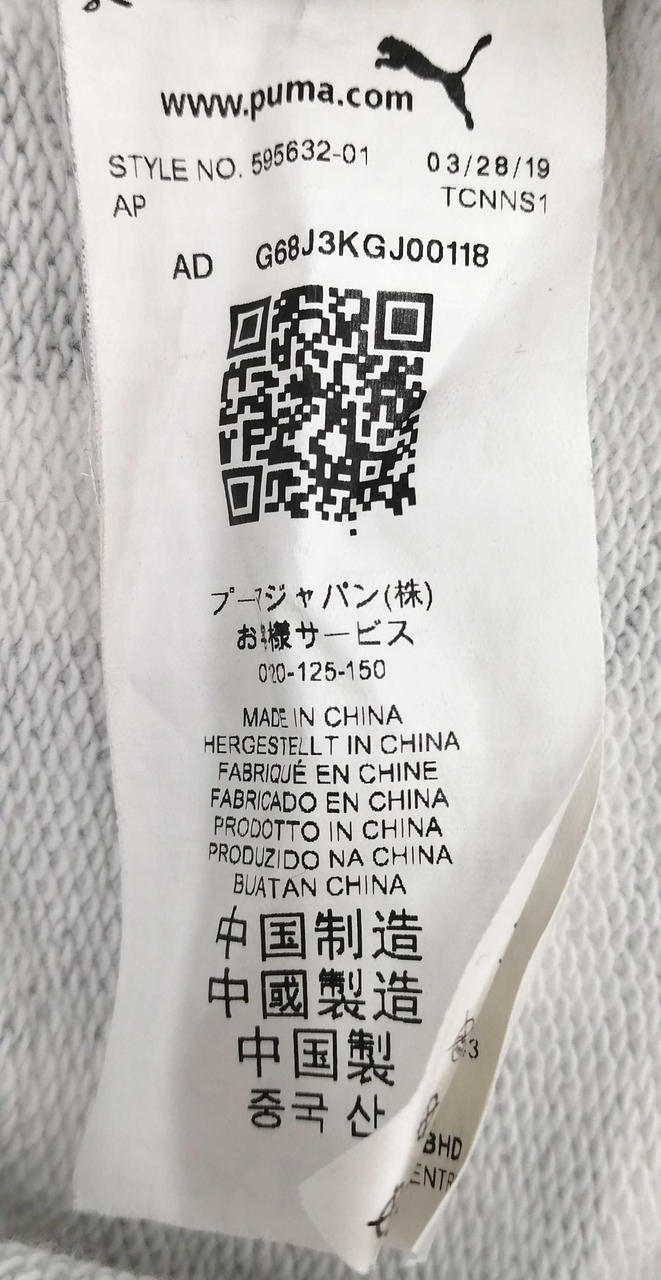 www.puma.com
STYLE NO. 595632-01 03/28/19
AP TCNNS1
AD G68J3KGJ00118
プーマジャパン(株)
お客様サービス
0120-125-150
MADE IN CHINA
HERGESTELLT IN CHINA
FABRIQUÉ EN CHINE
FABRICADO EN CHINA
PRODOTTO IN CHINA
PRODUZIDO NA CHINA
BUATAN CHINA
中国制造
中國製造
中国製
중국 산
BHD